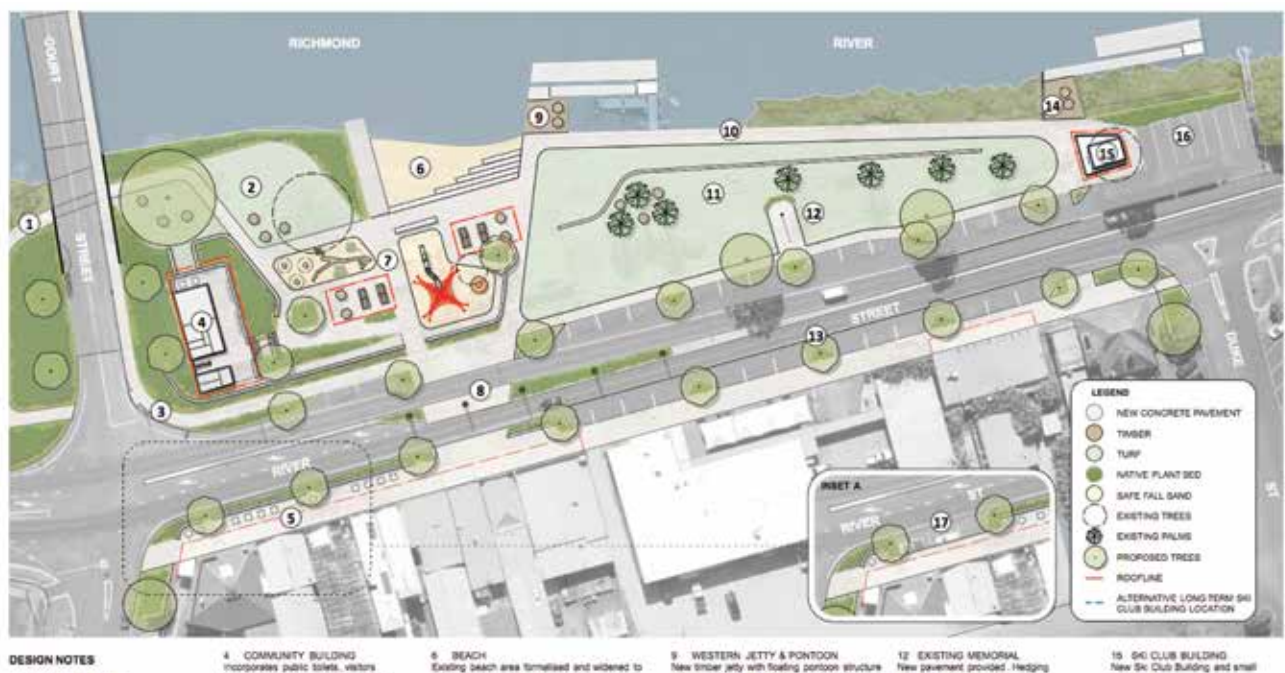 RICHMOND
RIVER
COURT
STREET
1
2
3
4
5
6
7
8
9
10
11
12
13
14
15
16
RIVER
STREET
DUKE
ST
LEGEND
NEW CONCRETE PAVEMENT
TIMBER
TURF
NATIVE PLANT BED
SAFE FALL SAND
EXISTING TREES
EXISTING PALMS
PROPOSED TREES
ROOFLINE
ALTERNATIVE LONG TERM SKI
CLUB BUILDING LOCATION
INSET A
RIVER
ST
17
DESIGN NOTES
4 COMMUNITY BUILDING
Incorporates public toilets, visitors
6 BEACH
Existing beach area formalised and widened to
9 WESTERN JETTY & PONTOON
New timber jetty with floating pontoon structure
12 EXISTING MEMORIAL
New pavement provided. Hedging
15 SKI CLUB BUILDING
New Ski Club Building and small